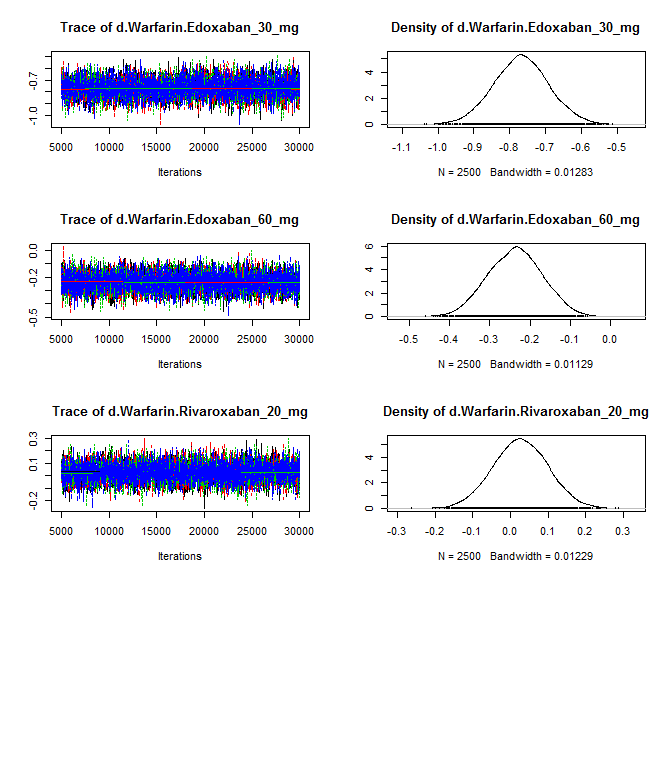 Trace of d.Warfarin.Edoxaban_30_mg
-1.0
-0.7
5000 10000 15000 20000 25000 30000
Iterations
Density of d.Warfarin.Edoxaban_30_mg
0 2 4
-1.1 -1.0 -0.9 -0.8 -0.7 -0.6 -0.5
N = 2500 Bandwidth = 0.01283
Trace of d.Warfarin.Edoxaban_60_mg
-0.5 -0.2 0.0
5000 10000 15000 20000 25000 30000
Iterations
Density of d.Warfarin.Edoxaban_60_mg
0 2 4 6
-0.5 -0.4 -0.3 -0.2 -0.1 0.0
N = 2500 Bandwidth = 0.01129
Trace of d.Warfarin.Rivaroxaban_20_mg
-0.2 0.1 0.3
5000 10000 15000 20000 25000 30000
Iterations
Density of d.Warfarin.Rivaroxaban_20_mg
0 2 4
-0.3 -0.2 -0.1 0.0 0.1 0.2 0.3
N = 2500 Bandwidth = 0.01229